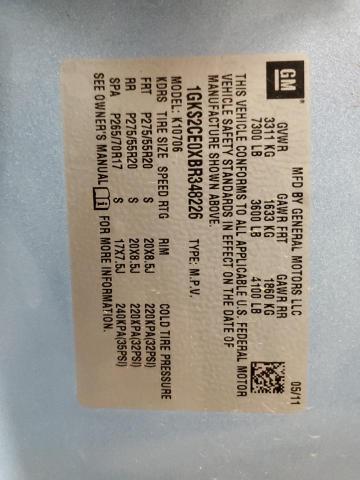 GM
MFD BY GENERAL MOTORS LLC
05/11
GVWR GAWR FRT GAWR RR
3311 KG 1633 KG 1860 KG
7300 LB 3600 LB 4100 LB
THIS VEHICLE CONFORMS TO ALL APPLICABLE U.S. FEDERAL MOTOR
VEHICLE SAFETY STANDARDS IN EFFECT ON THE DATE OF
MANUFACTURE SHOWN ABOVE.
1GKS2CE0XBR348226 TYPE: M.P.V.
MODEL: K10706
KDRS TIRE SIZE SPEED RTG RIM COLD TIRE PRESSURE
FRT P275/55R20 S 20X8.5J 220KPA(32PSI)
RR P275/55R20 S 20X8.5J 220KPA(32PSI)
SPA P265/70R17 S 17X7.5J 240KPA(35PSI)
SEE OWNER'S MANUAL FOR MORE INFORMATION.